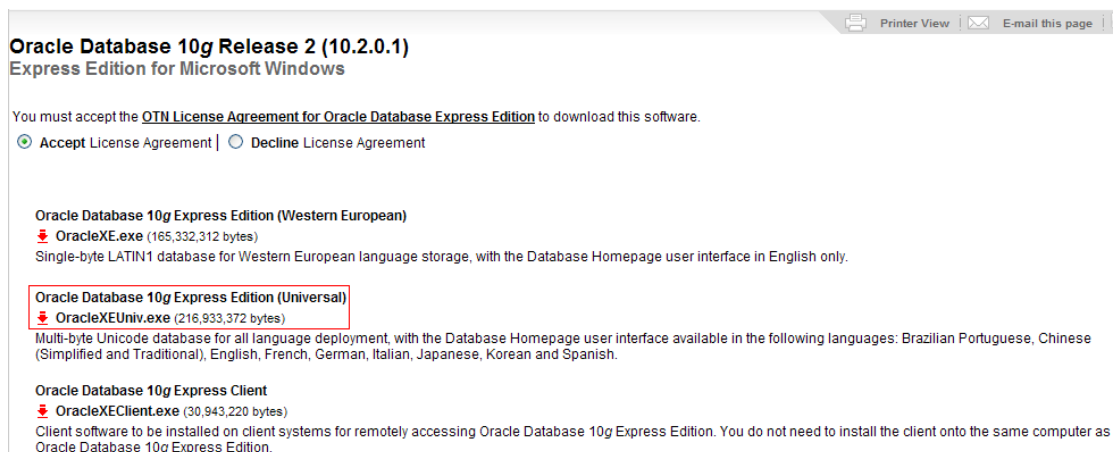 Printer View | E-mail this page |
Oracle Database 10g Release 2 (10.2.0.1)
Express Edition for Microsoft Windows
You must accept the OTN License Agreement for Oracle Database Express Edition to download this software.
Accept License Agreement | Decline License Agreement
Oracle Database 10g Express Edition (Western European)
OracleXE.exe (165,332,312 bytes)
Single-byte LATIN1 database for Western European language storage, with the Database Homepage user interface in English only.
Oracle Database 10g Express Edition (Universal)
OracleXEUniv.exe (216,933,372 bytes)
Multi-byte Unicode database for all language deployment, with the Database Homepage user interface available in the following languages: Brazilian Portuguese, Chinese
(Simplified and Traditional), English, French, German, Italian, Japanese, Korean and Spanish.
Oracle Database 10g Express Client
OracleXEClient.exe (30,943,220 bytes)
Client software to be installed on client systems for remotely accessing Oracle Database 10g Express Edition. You do not need to install the client onto the same computer as
Oracle Database 10g Express Edition.